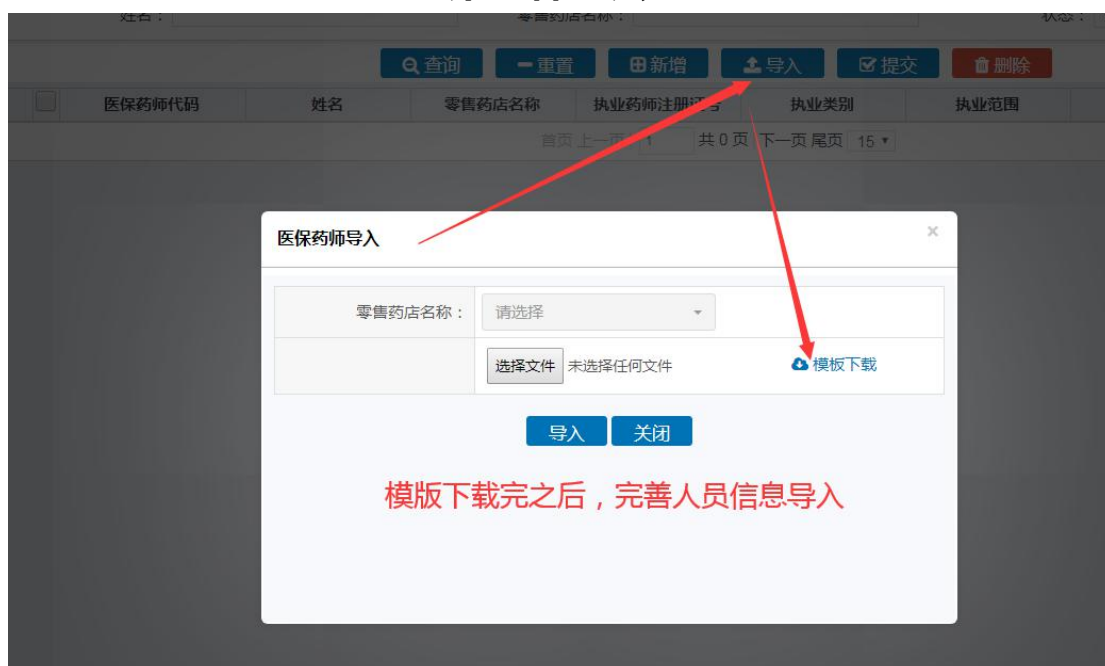 姓名： 零售药店名称： 状态：
查询 重置 新增 导入 提交 删除
医保药师代码 姓名 零售药店名称 执业药师注册证号 执业类别 执业范围
首页 上一页 1 共 0 页 下一页 尾页 15
医保药师导入 ×
零售药店名称： 请选择
选择文件 未选择任何文件 模板下载
导入 关闭
模版下载完之后，完善人员信息导入